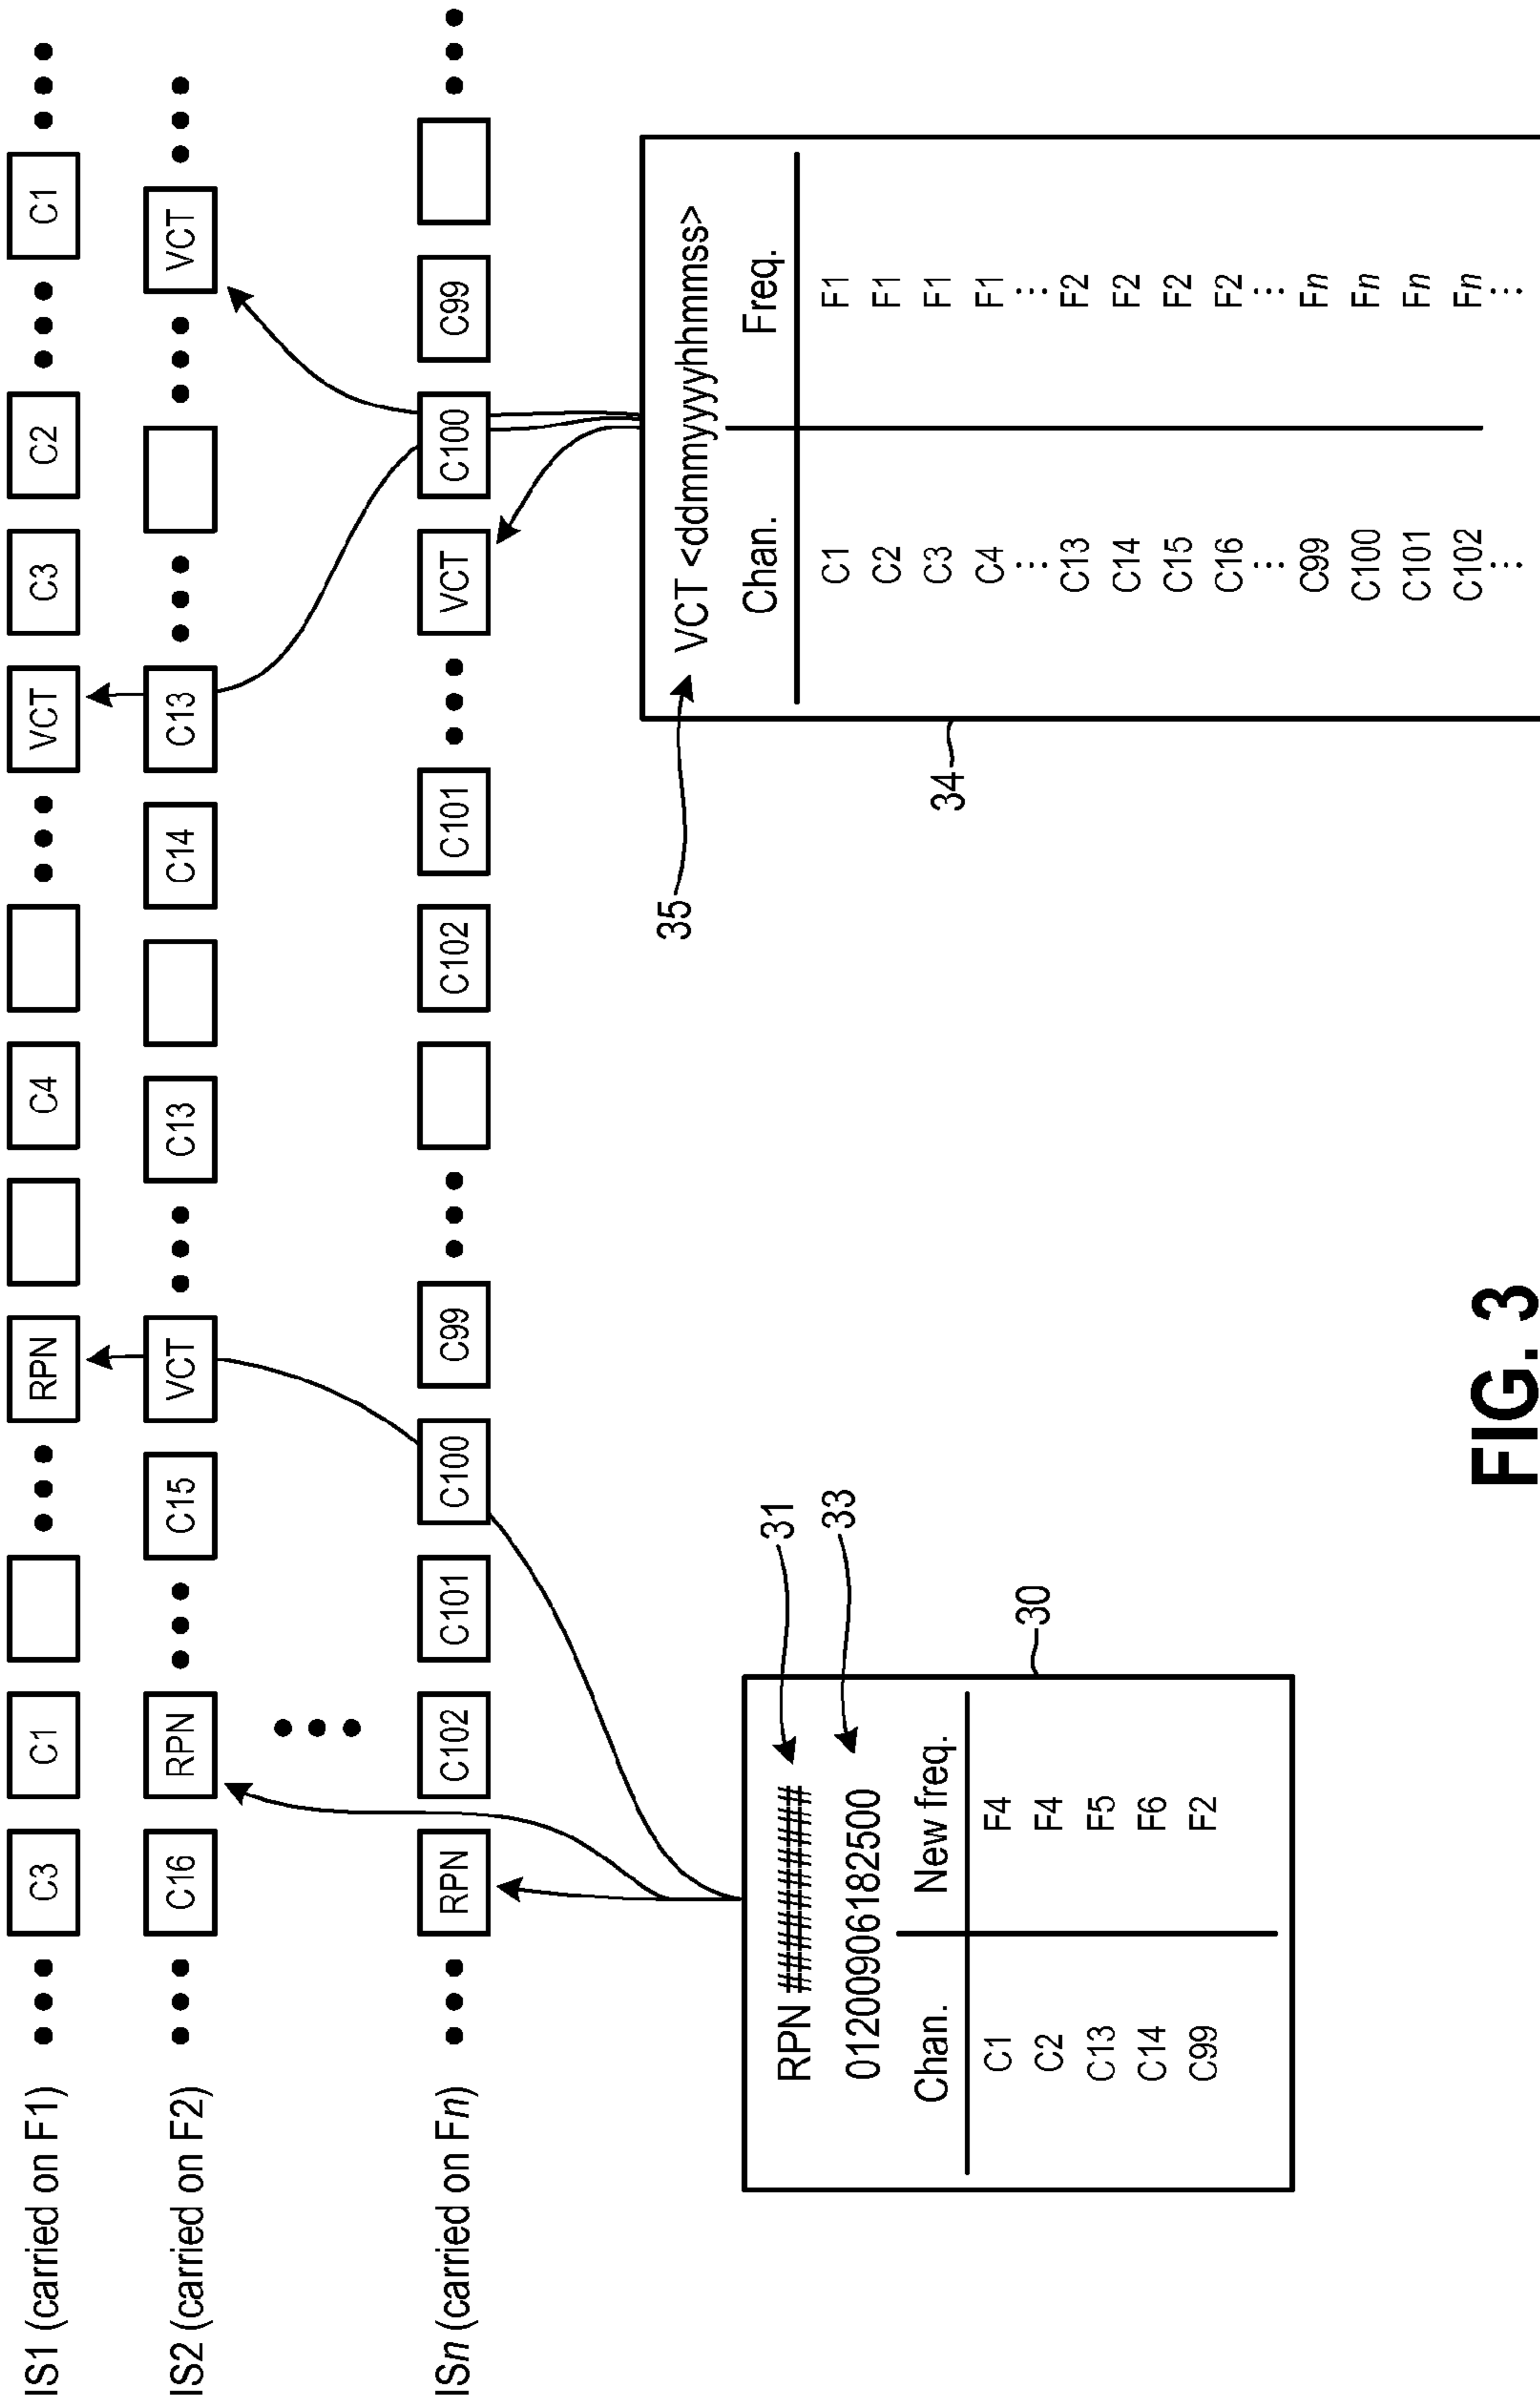 IS1 (carried on F1) C3 C1 RPN C4 VCT C3 C2 C1
IS2 (carried on F2) C16 RPN C15 VCT C13 C14 C13 VCT
ISn (carried on Fn) RPN C102 C101 C100 C99 C102 C101 VCT C100 C99
RPN ##############
31
01200906182500
33
Chan. New freq.
C1 F4
C2 F4
C13 F5
C14 F6
C99 F2
30
35
VCT <ddmmyyyyhhmmss>
Chan. Freq.
C1 F1
C2 F1
C3 F1
C4 F1
⋮ ⋮
C13 F2
C14 F2
C15 F2
C16 F2
⋮ ⋮
C99 Fn
C100 Fn
C101 Fn
C102 Fn
⋮ ⋮
34
FIG. 3